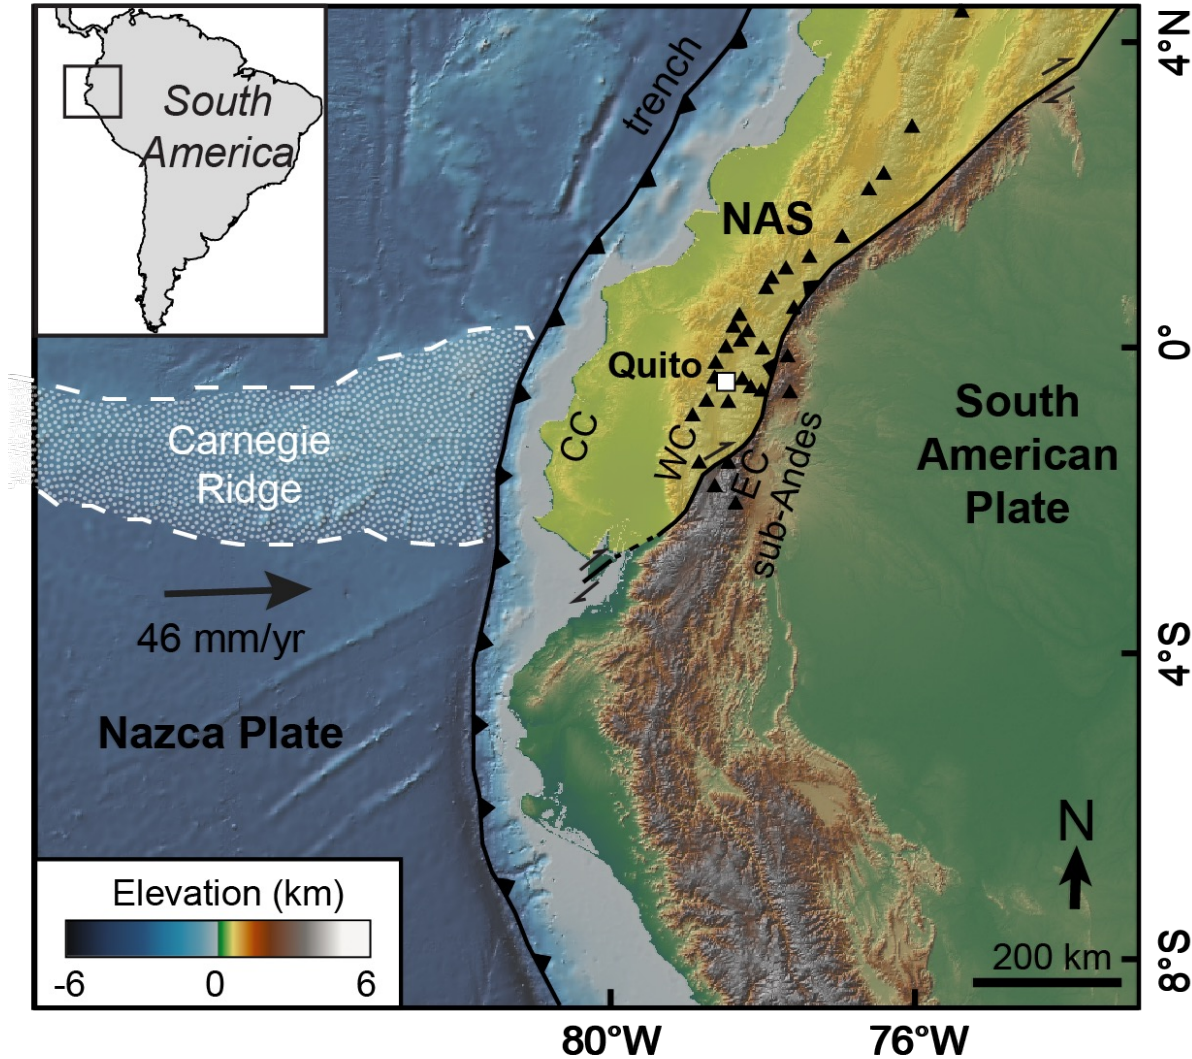 South
America
trench
4°N
NAS
Quito
0°
Carnegie
Ridge
CC
WC
EC
sub-Andes
South
American
Plate
46 mm/yr
4°S
Nazca Plate
N
Elevation (km)
-6
0
6
200 km
8°S
80°W
76°W